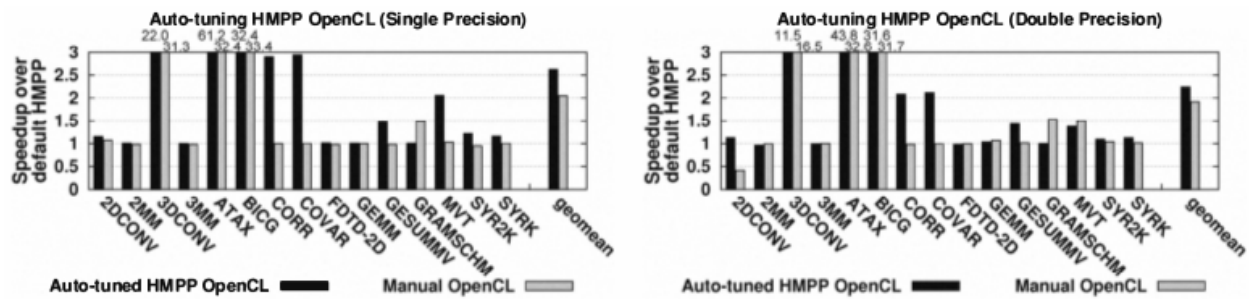 Auto-tuning HMPP OpenCL (Single Precision)
22.0 61.2 32.4
31.3 32.4 33.4
Speedup over
default HMPP
3
2.5
2
1.5
1
0.5
0
2DCONV
2MM
3DCONV
3MM
ATAX
BICG
CORR
COVAR
FDTD-2D
GEMM
GESUMMV
GRAMSCHM
MVT
SYR2K
SYRK
geomean
Auto-tuned HMPP OpenCL Manual OpenCL
Auto-tuning HMPP OpenCL (Double Precision)
11.5 43.8 31.6
16.5 32.6 31.7
Speedup over
default HMPP
3
2.5
2
1.5
1
0.5
0
2DCONV
2MM
3DCONV
3MM
ATAX
BICG
CORR
COVAR
FDTD-2D
GEMM
GESUMMV
GRAMSCHM
MVT
SYR2K
SYRK
geomean
Auto-tuned HMPP OpenCL Manual OpenCL